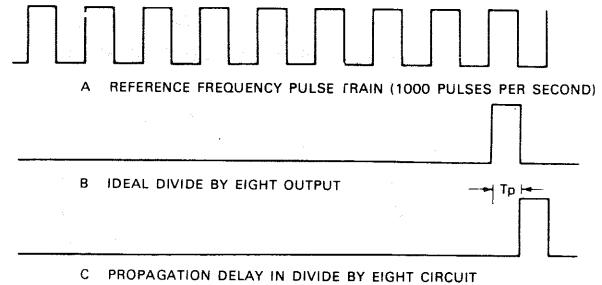 A REFERENCE FREQUENCY PULSE TRAIN (1000 PULSES PER SECOND)
B IDEAL DIVIDE BY EIGHT OUTPUT
Tp
C PROPAGATION DELAY IN DIVIDE BY EIGHT CIRCUIT